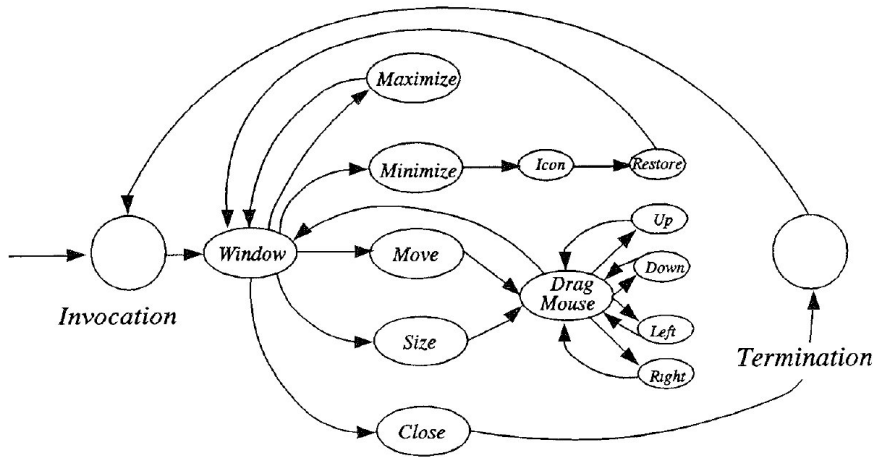 Maximize
Minimize
Icon
Restore
Up
Window
Move
Down
Drag
Mouse
Invocation
Size
Left
Termination
Right
Close